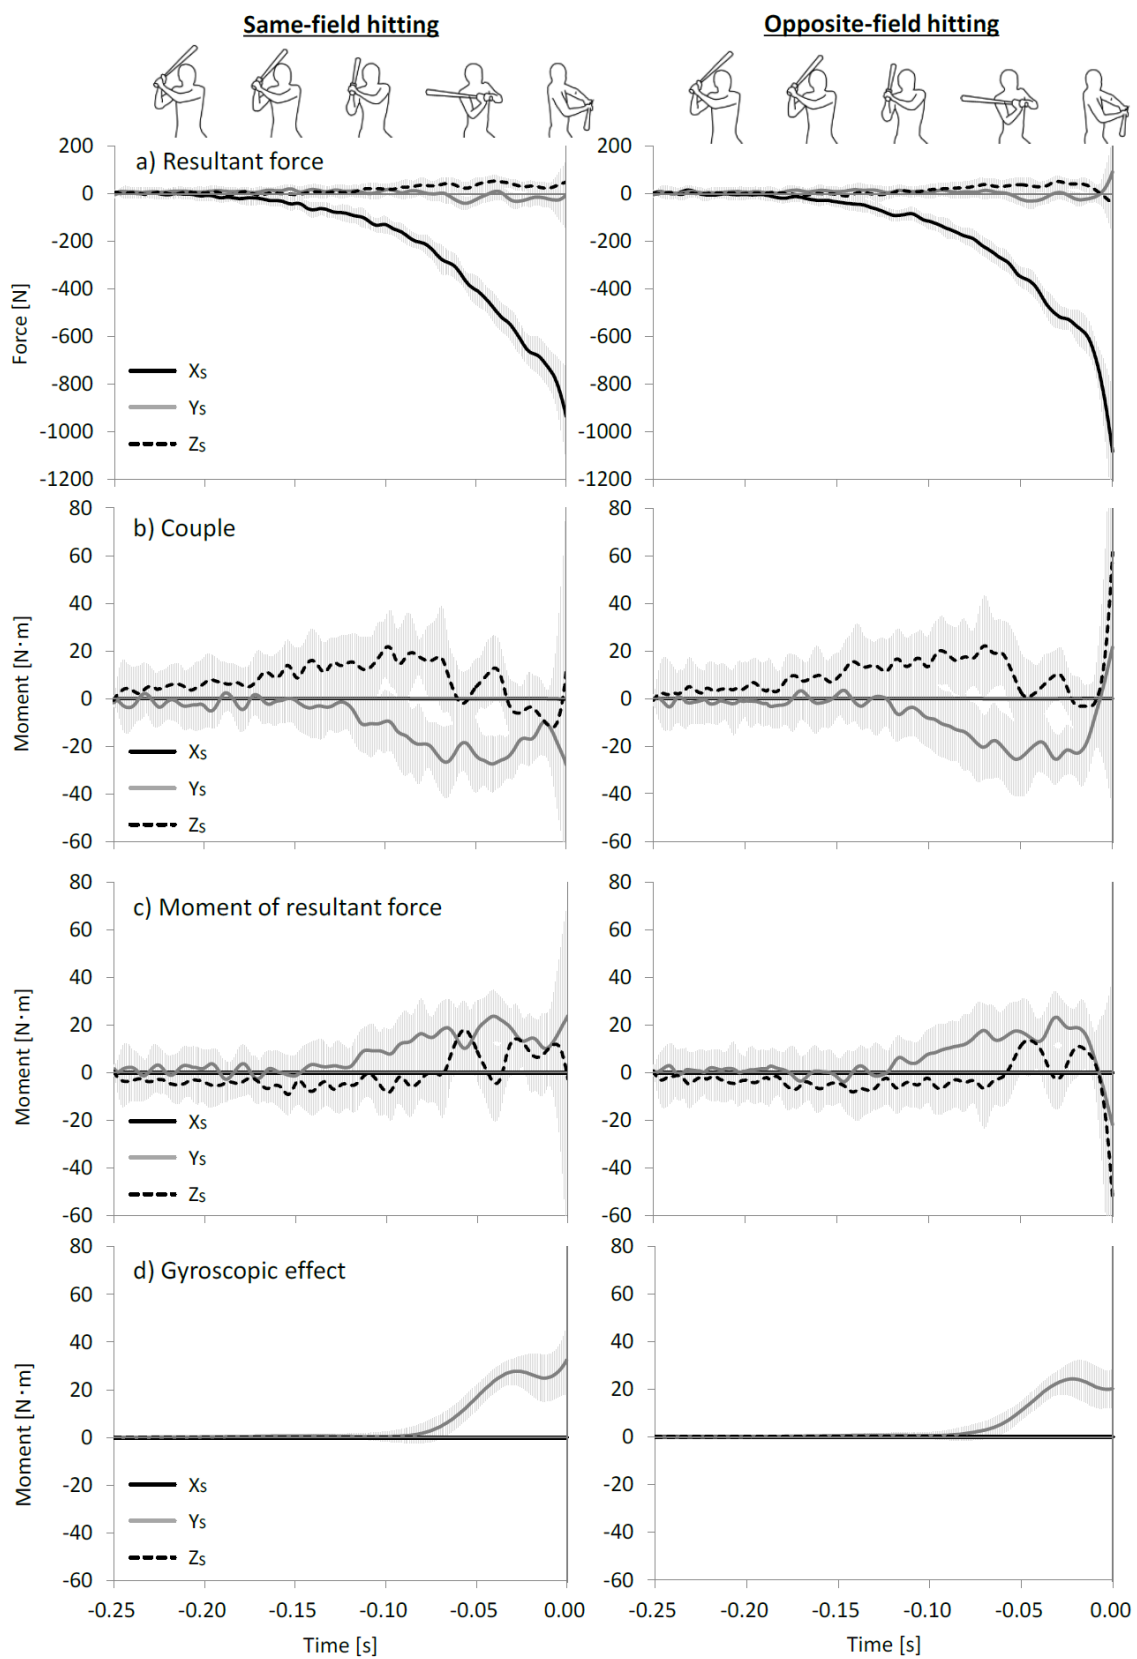 Same-field hitting
Opposite-field hitting
a) Resultant force
Force [N]
200
0
-200
-400
-600
-800
-1000
-1200
Xs
Ys
Zs
200
0
-200
-400
-600
-800
-1000
-1200
b) Couple
Moment [N·m]
80
60
40
20
0
-20
-40
-60
Xs
Ys
Zs
80
60
40
20
0
-20
-40
-60
c) Moment of resultant force
Moment [N·m]
80
60
40
20
0
-20
-40
-60
Xs
Ys
Zs
80
60
40
20
0
-20
-40
-60
d) Gyroscopic effect
Moment [N·m]
80
60
40
20
0
-20
-40
-60
Xs
Ys
Zs
80
60
40
20
0
-20
-40
-60
-0.25 -0.20 -0.15 -0.10 -0.05 0.00
Time [s]
-0.25 -0.20 -0.15 -0.10 -0.05 0.00
Time [s]